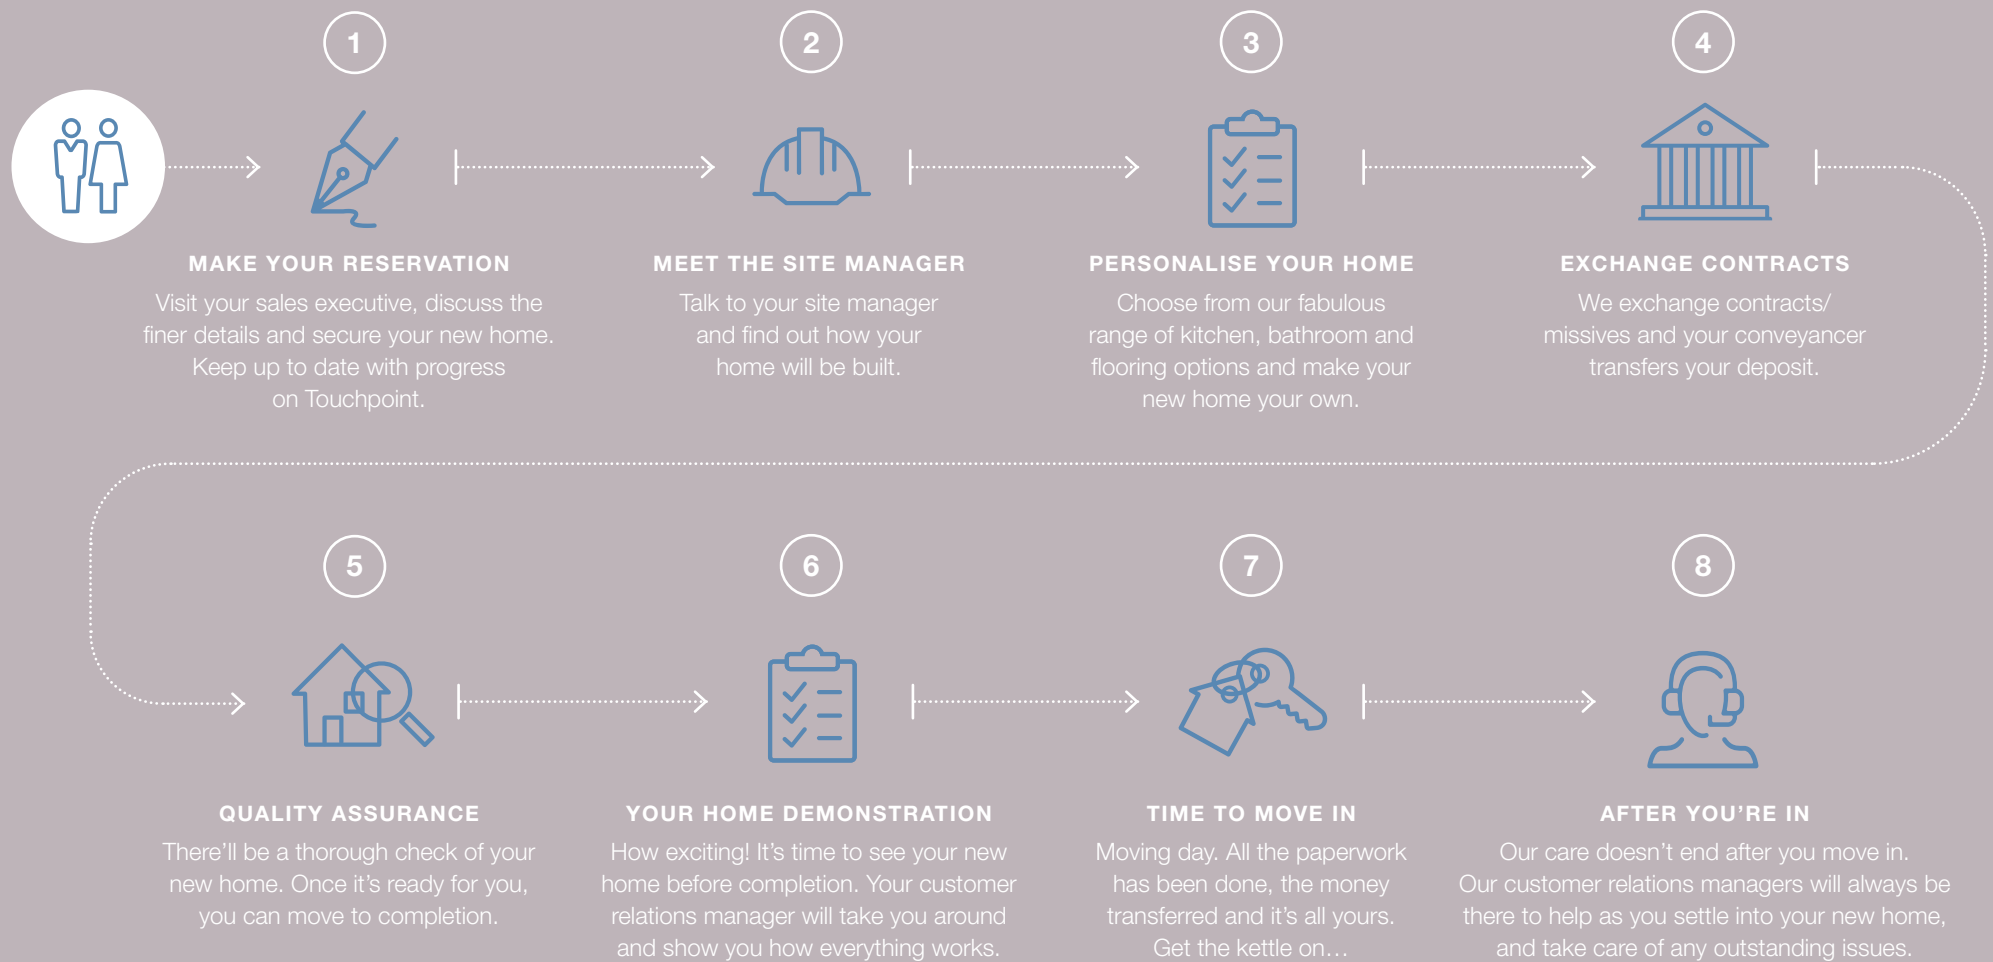 1
MAKE YOUR RESERVATION
Visit your sales executive, discuss the
finer details and secure your new home.
Keep up to date with progress
on Touchpoint.
2
MEET THE SITE MANAGER
Talk to your site manager
and find out how your
home will be built.
3
PERSONALISE YOUR HOME
Choose from our fabulous
range of kitchen, bathroom and
flooring options and make your
new home your own.
4
EXCHANGE CONTRACTS
We exchange contracts/
missives and your conveyancer
transfers your deposit.
5
QUALITY ASSURANCE
There’ll be a thorough check of your
new home. Once it’s ready for you,
you can move to completion.
6
YOUR HOME DEMONSTRATION
How exciting! It’s time to see your new
home before completion. Your customer
relations manager will take you around
and show you how everything works.
7
TIME TO MOVE IN
Moving day. All the paperwork
has been done, the money
transferred and it’s all yours.
Get the kettle on…
8
AFTER YOU’RE IN
Our care doesn’t end after you move in.
Our customer relations managers will always be
there to help as you settle into your new home,
and take care of any outstanding issues.